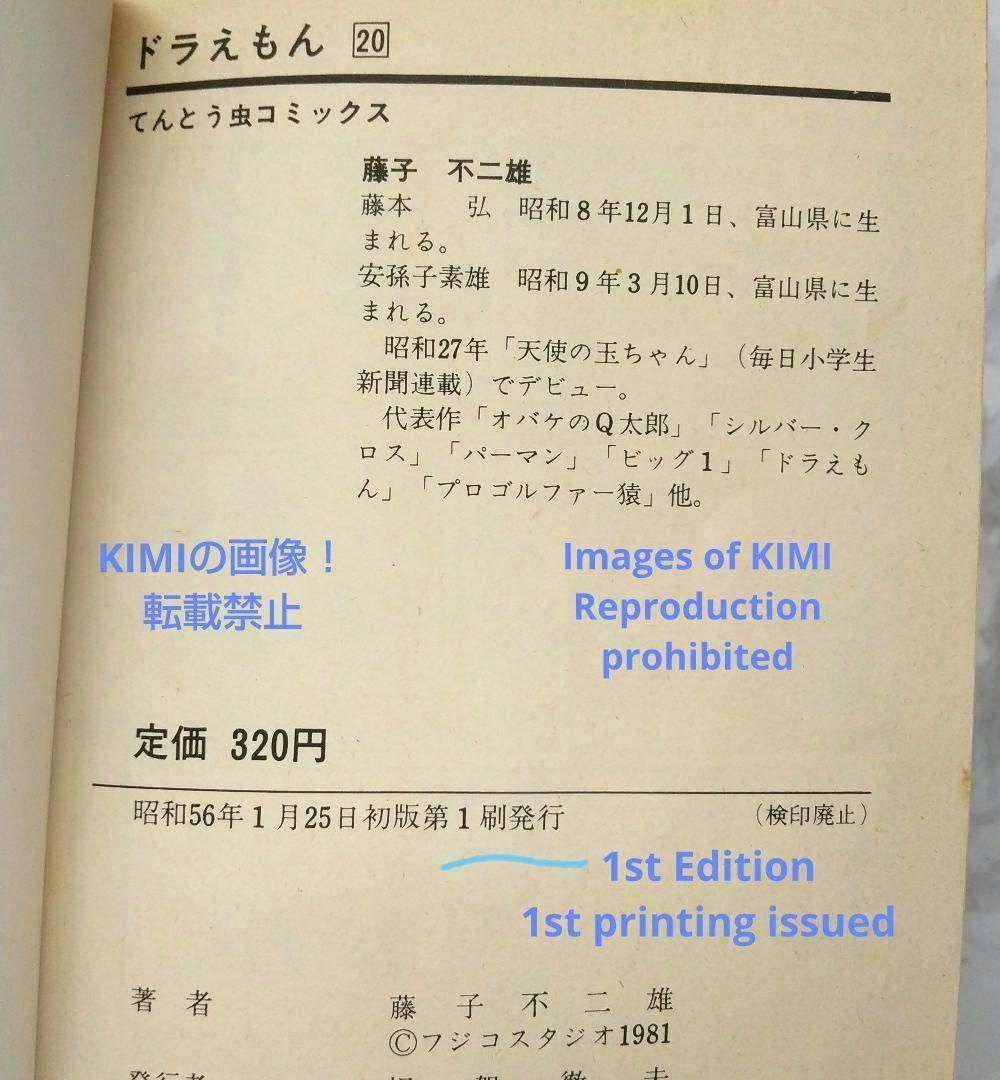 ドラえもん 20
てんとう虫コミックス
藤子 不二雄
藤本 弘 昭和8年12月1日、富山県に生
まれる。
安孫子素雄 昭和9年3月10日、富山県に生
まれる。
昭和27年「天使の玉ちゃん」(毎日小学生
新聞連載)でデビュー。
代表作「オバケのQ太郎」「シルバー・ク
ロス」「パーマン」「ビッグ1」「ドラえも
ん」「プロゴルファー猿」他。
KIMIの画像!
転載禁止
Images of KIMI
Reproduction
prohibited
定価 320円
昭和56年1月25日初版第1刷発行 (検印廃止)
1st Edition
1st printing issued
著者 藤子不二雄
©フジコスタジオ1981